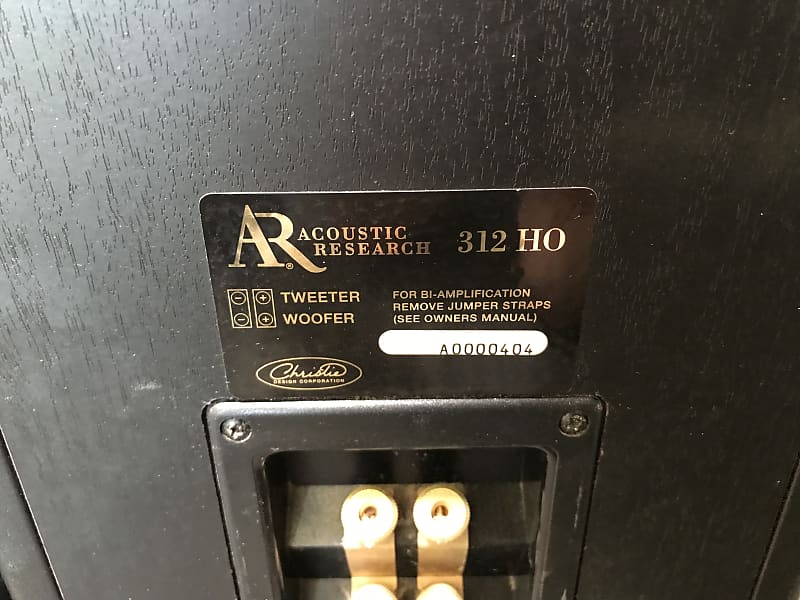 AR ACOUSTIC
RESEARCH 312 HO
®
- + TWEETER
- + WOOFER
FOR BI-AMPLIFICATION
REMOVE JUMPER STRAPS
(SEE OWNERS MANUAL)
A0000404
Christie
DESIGN CORPORATION